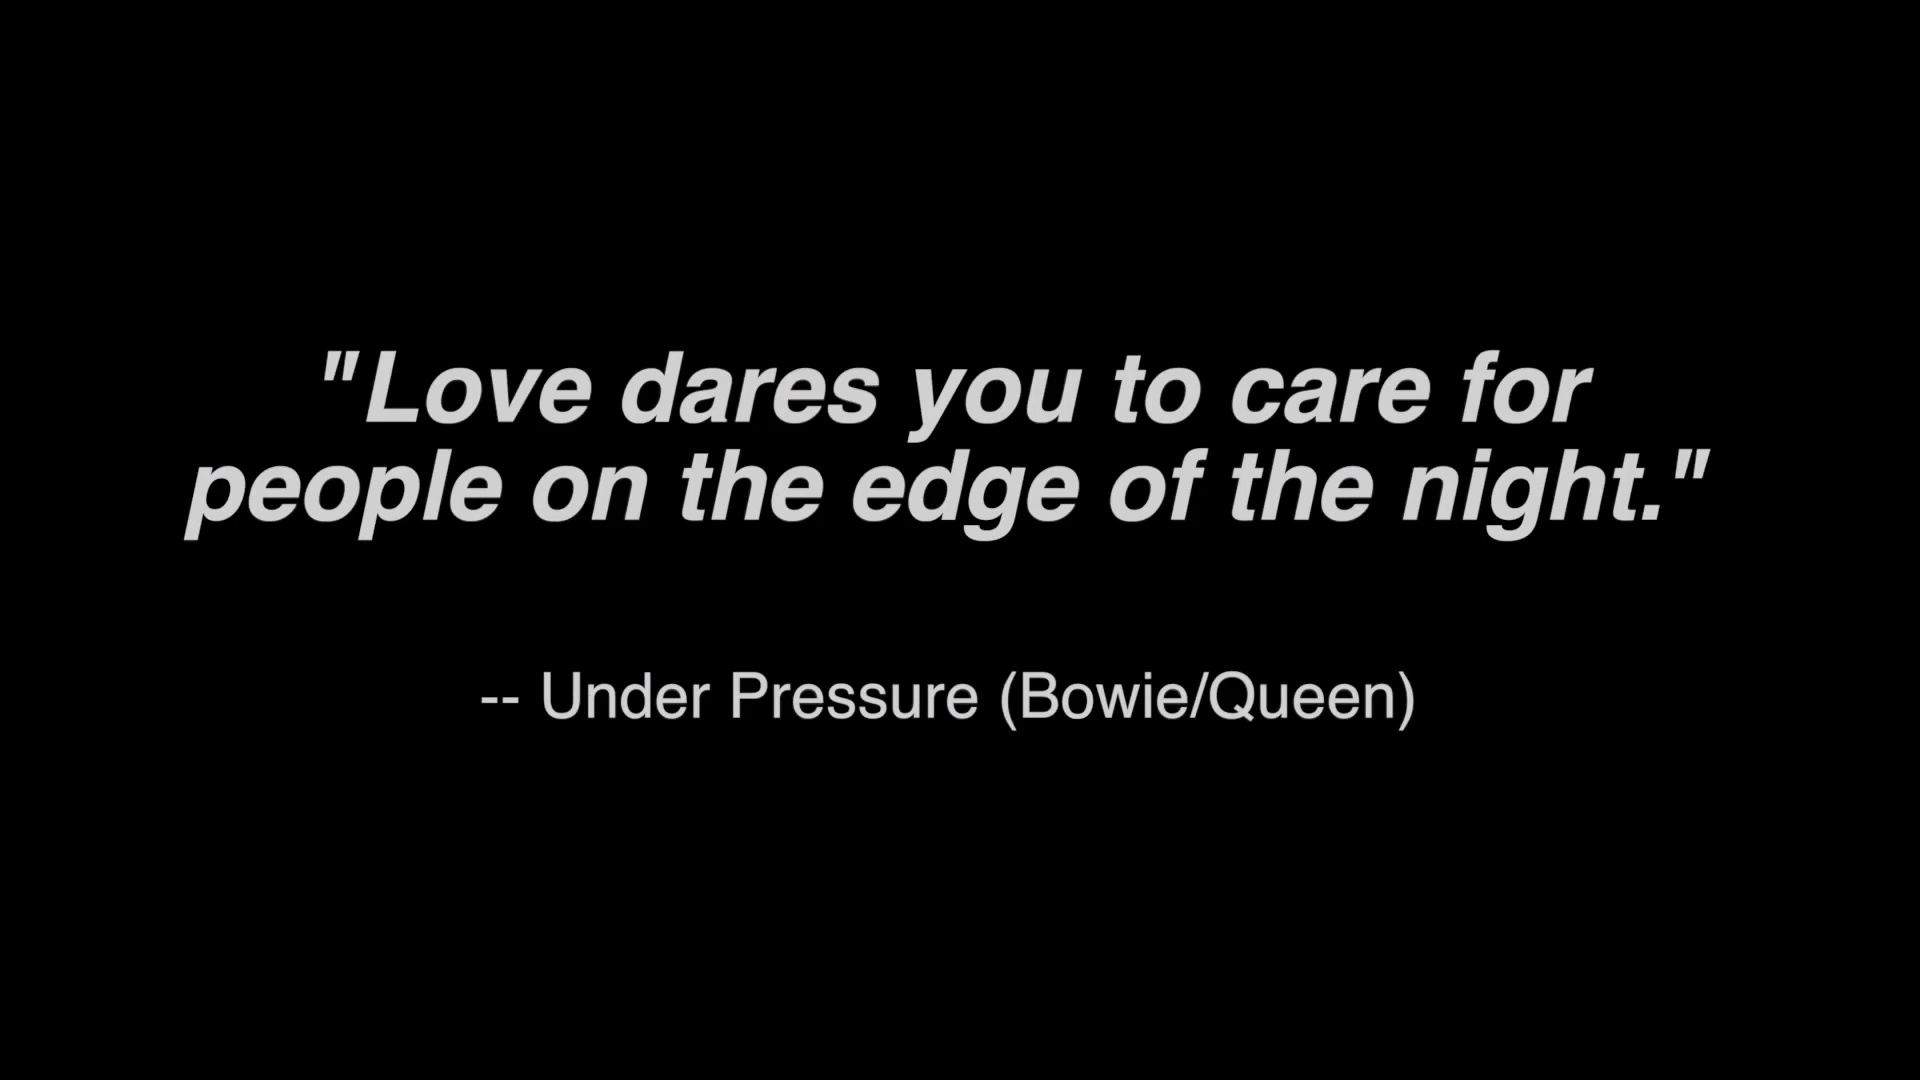 "Love dares you to care for
people on the edge of the night."
-- Under Pressure (Bowie/Queen)